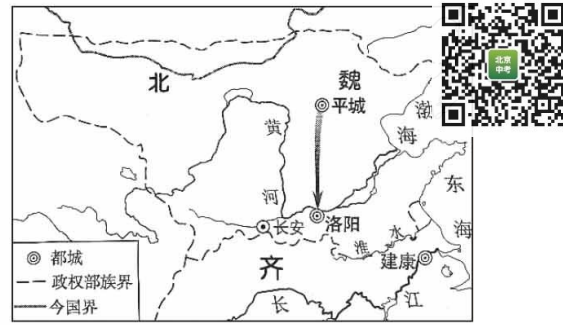 北京
中考
北 魏
平城
渤
海
黄
河
东
海
长安
洛阳
淮 水
齐
建康
长 江
都城
政权部族界
今国界